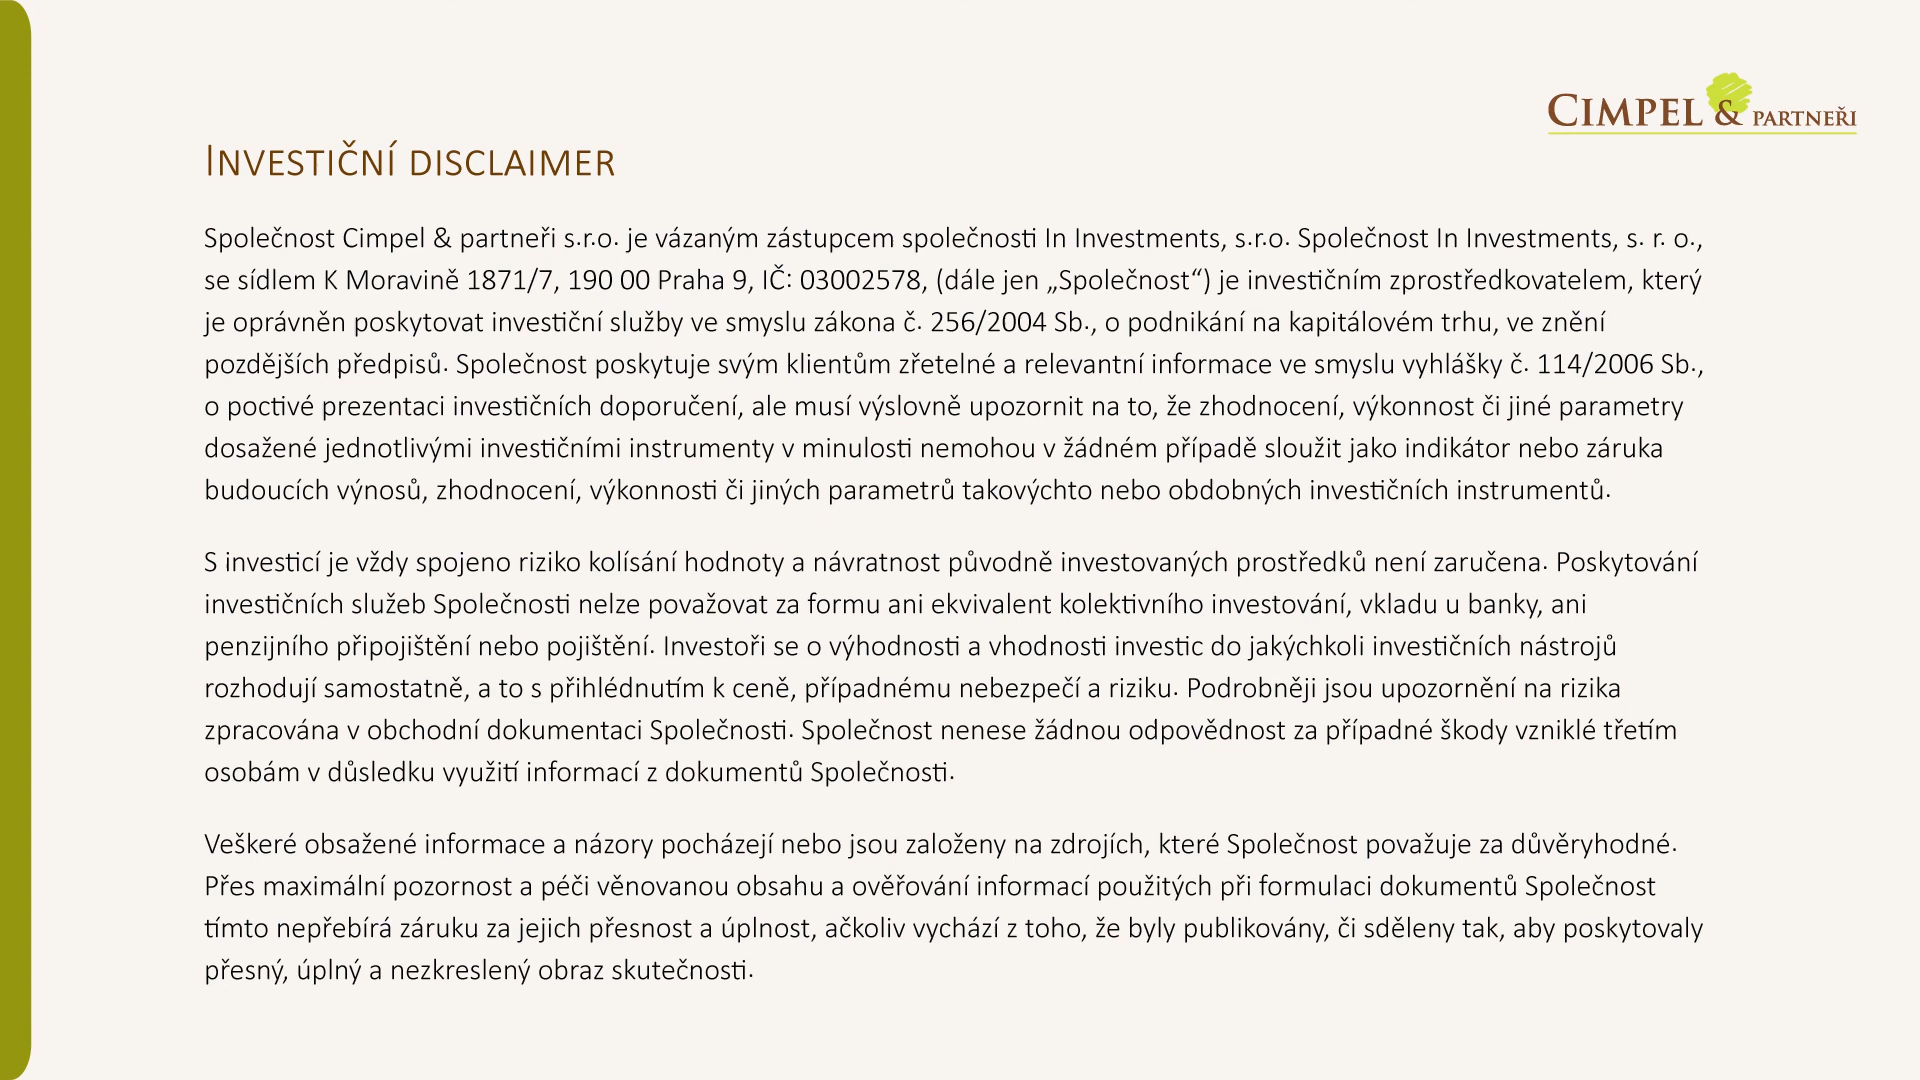 Cimpel & partneři
Investiční disclaimer
Společnost Cimpel & partneři s.r.o. je vázaným zástupcem společnosti In Investments, s.r.o. Společnost In Investments, s. r. o.,
se sídlem K Moravině 1871/7, 190 00 Praha 9, IČ: 03002578, (dále jen „Společnost“) je investičním zprostředkovatelem, který
je oprávněn poskytovat investiční služby ve smyslu zákona č. 256/2004 Sb., o podnikání na kapitálovém trhu, ve znění
pozdějších předpisů. Společnost poskytuje svým klientům zřetelné a relevantní informace ve smyslu vyhlášky č. 114/2006 Sb.,
o poctivé prezentaci investičních doporučení, ale musí výslovně upozornit na to, že zhodnocení, výkonnost či jiné parametry
dosažené jednotlivými investičními instrumenty v minulosti nemohou v žádném případě sloužit jako indikátor nebo záruka
budoucích výnosů, zhodnocení, výkonnosti či jiných parametrů takovýchto nebo obdobných investičních instrumentů.
S investicí je vždy spojeno riziko kolísání hodnoty a návratnost původně investovaných prostředků není zaručena. Poskytování
investičních služeb Společností nelze považovat za formu ani ekvivalent kolektivního investování, vkladu u banky, ani
penzijního připojištění nebo pojištění. Investoři se o výhodnosti a vhodnosti investic do jakýchkoli investičních nástrojů
rozhodují samostatně, a to s přihlédnutím k ceně, případnému nebezpečí a riziku. Podrobněji jsou upozornění na rizika
zpracována v obchodní dokumentaci Společnosti. Společnost nenese žádnou odpovědnost za případné škody vzniklé třetím
osobám v důsledku využití informací z dokumentů Společnosti.
Veškeré obsažené informace a názory pocházejí nebo jsou založeny na zdrojích, které Společnost považuje za důvěryhodné.
Přes maximální pozornost a péči věnovanou obsahu a ověřování informací použitých při formulaci dokumentů Společnost
tímto nepřebírá záruku za jejich přesnost a úplnost, ačkoliv vychází z toho, že byly publikovány, či sděleny tak, aby poskytovaly
přesný, úplný a nezkreslený obraz skutečnosti.